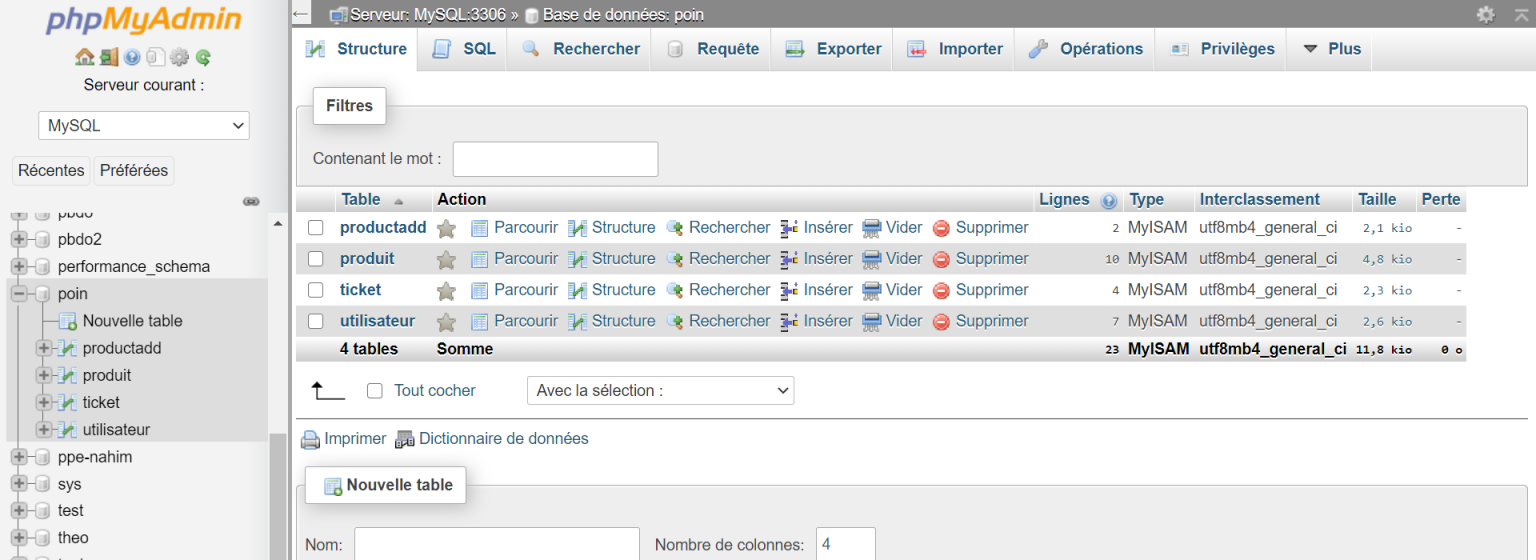 phpMyAdmin
Serveur courant :
MySQL
Récentes Préférées
pbdo
pbdo2
performance_schema
poin
Nouvelle table
productadd
produit
ticket
utilisateur
ppe-nahim
sys
test
theo
Serveur: MySQL:3306 » Base de données: poin
Structure SQL Rechercher Requête Exporter Importer Opérations Privilèges Plus
Filtres
Contenant le mot :
Table Action Lignes Type Interclassement Taille Perte
productadd Parcourir Structure Rechercher Insérer Vider Supprimer 2 MyISAM utf8mb4_general_ci 2,1 kio -
produit Parcourir Structure Rechercher Insérer Vider Supprimer 10 MyISAM utf8mb4_general_ci 4,8 kio -
ticket Parcourir Structure Rechercher Insérer Vider Supprimer 4 MyISAM utf8mb4_general_ci 2,3 kio -
utilisateur Parcourir Structure Rechercher Insérer Vider Supprimer 7 MyISAM utf8mb4_general_ci 2,6 kio -
4 tables Somme 23 MyISAM utf8mb4_general_ci 11,8 kio 0 o
Tout cocher Avec la sélection :
Imprimer Dictionnaire de données
Nouvelle table
Nom: Nombre de colonnes: 4